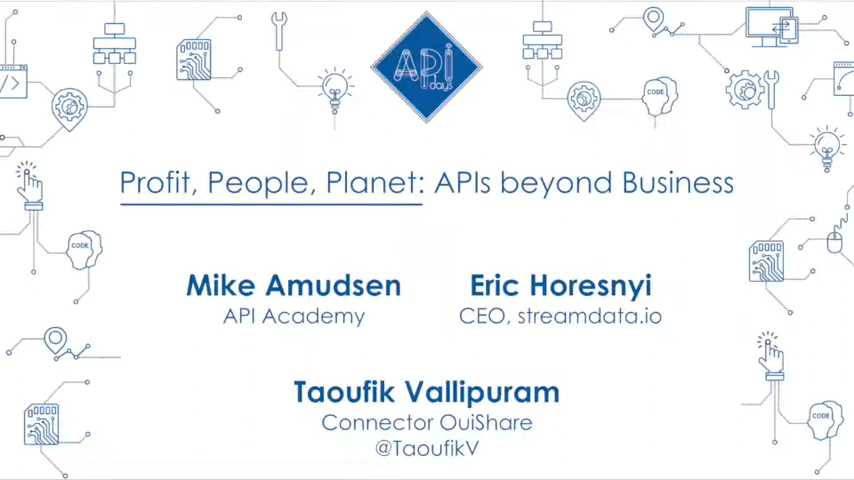 APi
days
</>
CODE
Profit, People, Planet: APIs beyond Business
CODE
Mike Amudsen
Eric Horesnyi
API Academy
CEO, streamdata.io
Taoufik Vallipuram
Connector OuiShare
@TaoufikV
CODE